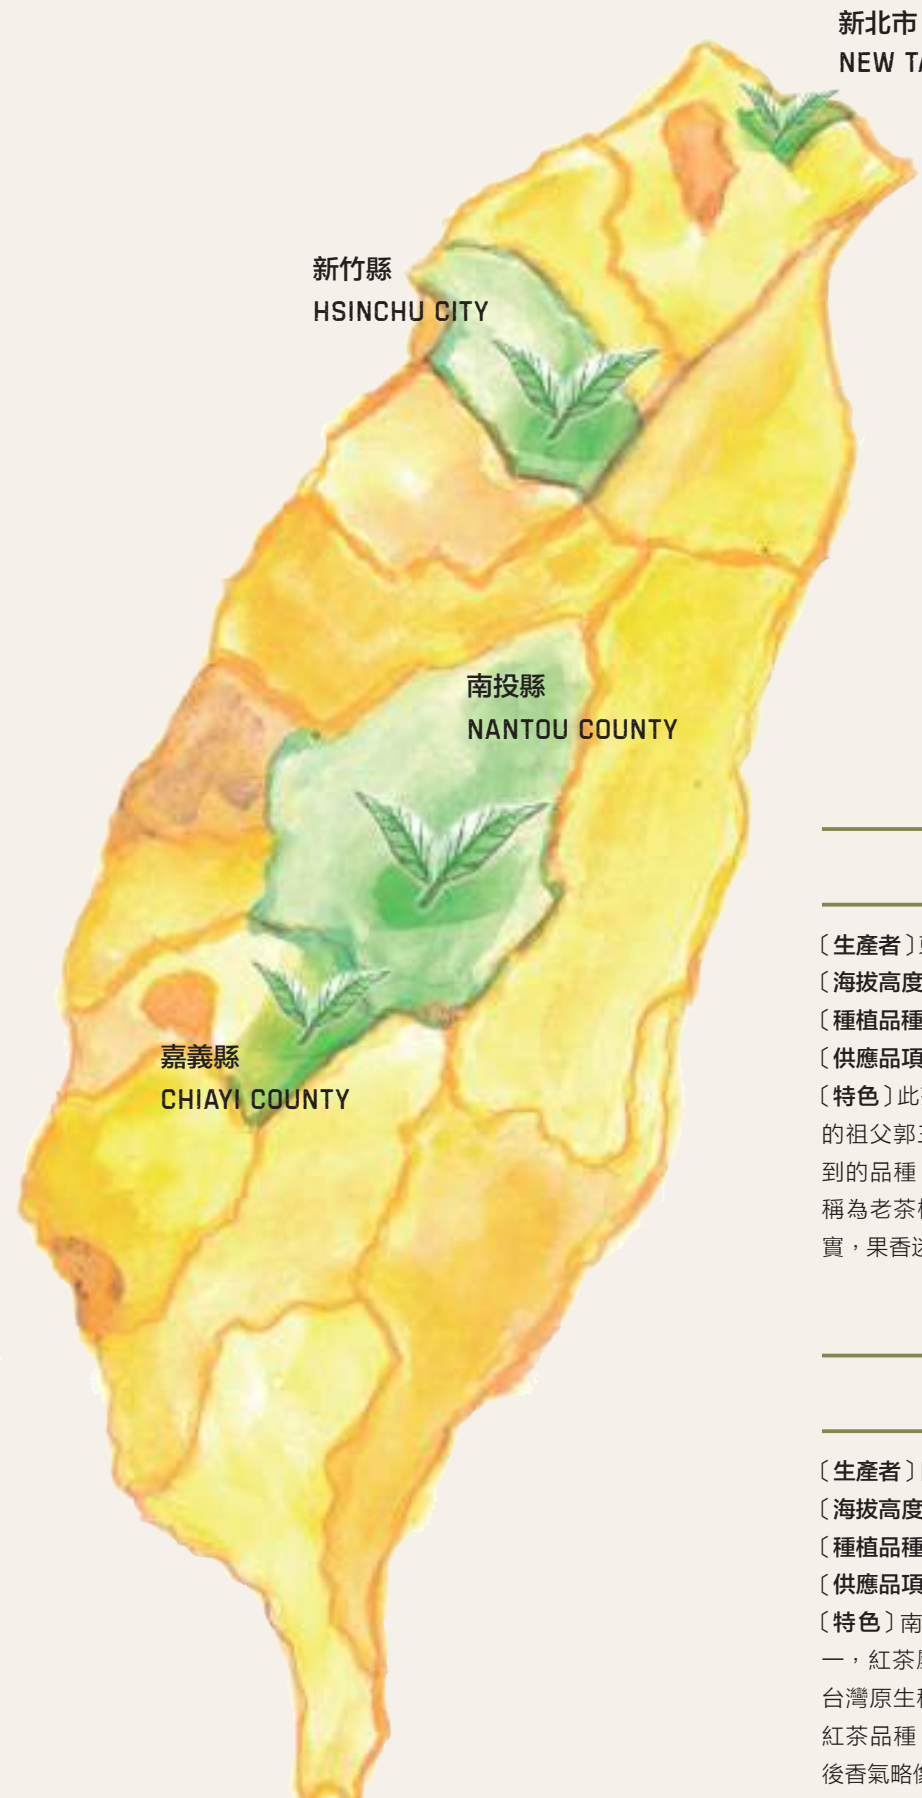 新北市
NEW
新竹縣
HSINCHU CITY
南投縣
NANTOU COUNTY
嘉義縣
CHIAYI COUNTY
〔生產者〕
〔海拔高度
〔種植品種
〔供應品項
〔特色〕此
的祖父郭
到的品種
稱為老茶
實，果香
〔生產者〕
〔海拔高度
〔種植品種
〔供應品項
〔特色〕南
一，紅茶
台灣原生
紅茶品種
後香氣略